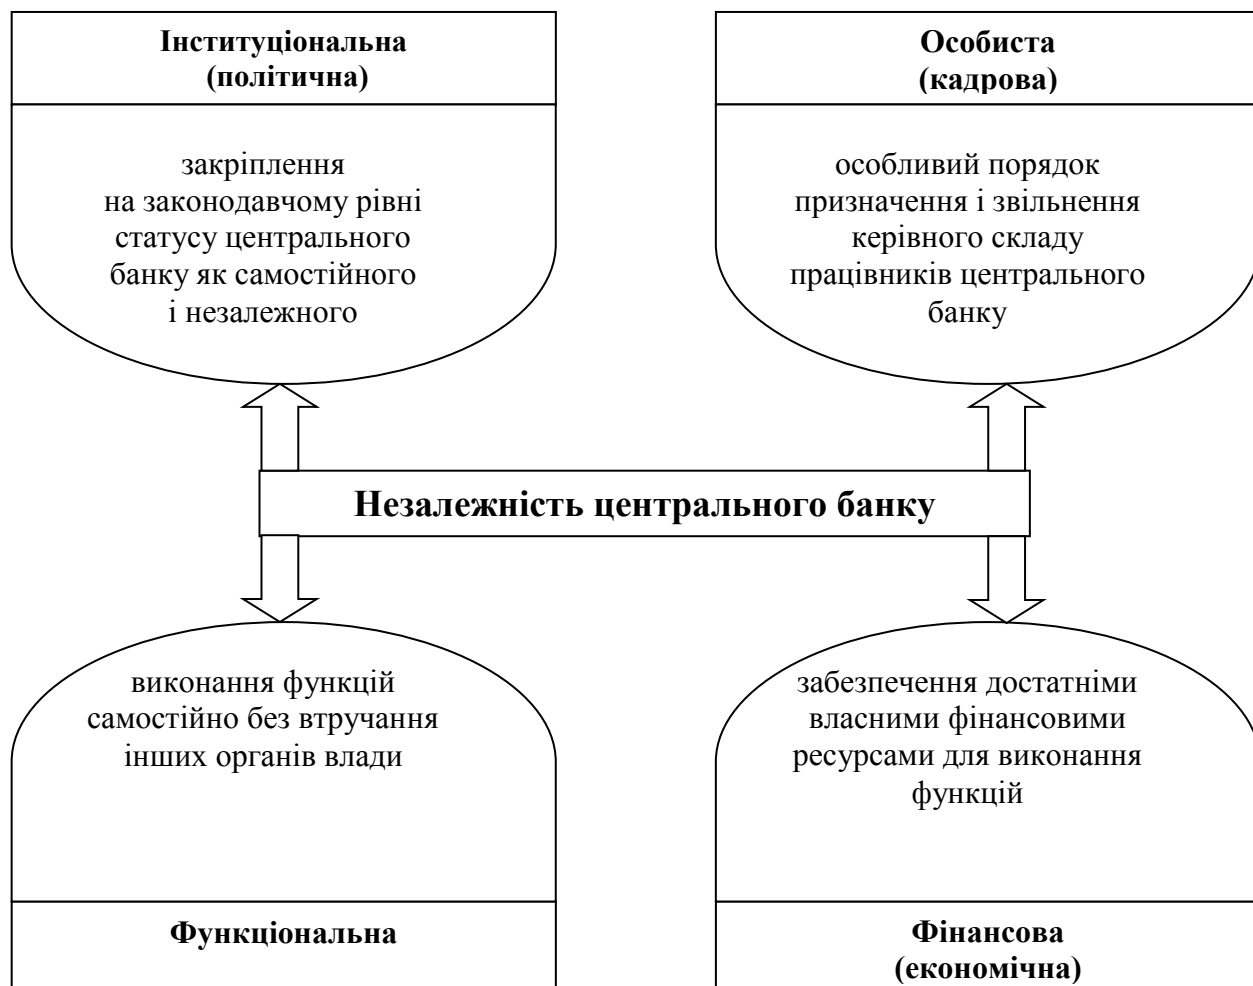 Інституціональна
(політична)
закріплення
на законодавчому рівні
статусу центрального
банку як самостійного
і незалежного
Особиста
(кадрова)
особливий порядок
призначення і звільнення
керівного складу
працівників центрального
банку
Незалежність центрального банку
виконання функцій
самостійно без втручання
інших органів влади
Функціональна
забезпечення достатніми
власними фінансовими
ресурсами для виконання
функцій
Фінансова
(економічна)